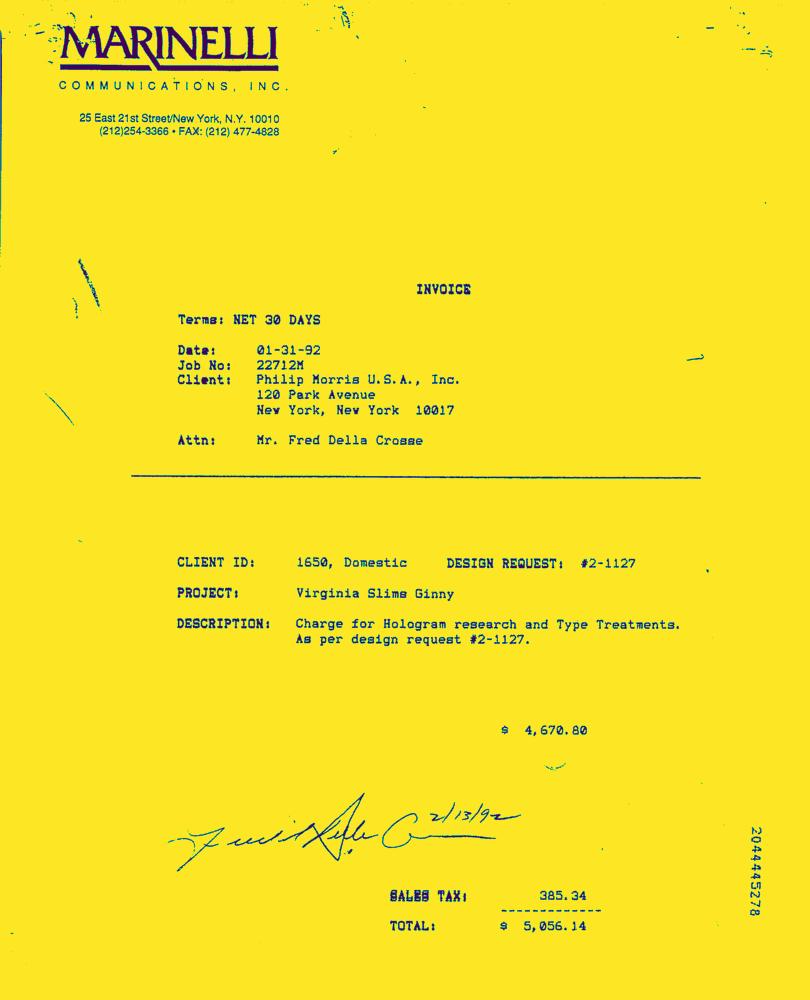 MARINELLI
COMMUNICATIONS, INC.
25 East 21st Street/New York, N.Y. 10010
(212)254-3366 • FAX: (212) 477-4828
INVOICE
Terms: NET 30 DAYS
Date: 01-31-92
Job No: 22712M
Client: Philip Morris U.S.A., Inc.
120 Park Avenue
New York, New York 10017
Attn: Mr. Fred Della Crosse
CLIENT ID: 1650, Domestic DESIGN REQUEST: #2-1127
PROJECT: Virginia Slims Ginny
DESCRIPTION: Charge for Hologram research and Type Treatments.
As per design request #2-1127.
$ 4,670.80
2/13/92
SALES TAX: 385.34
TOTAL: $ 5,056.14
2044445278